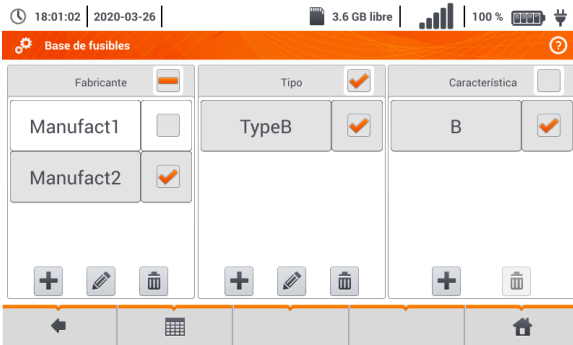 18:01:02 2020-03-26 3.6 GB libre 100 %
Base de fusibles
Fabricante Tipo Característica
Manufact1 TypeB B
Manufact2